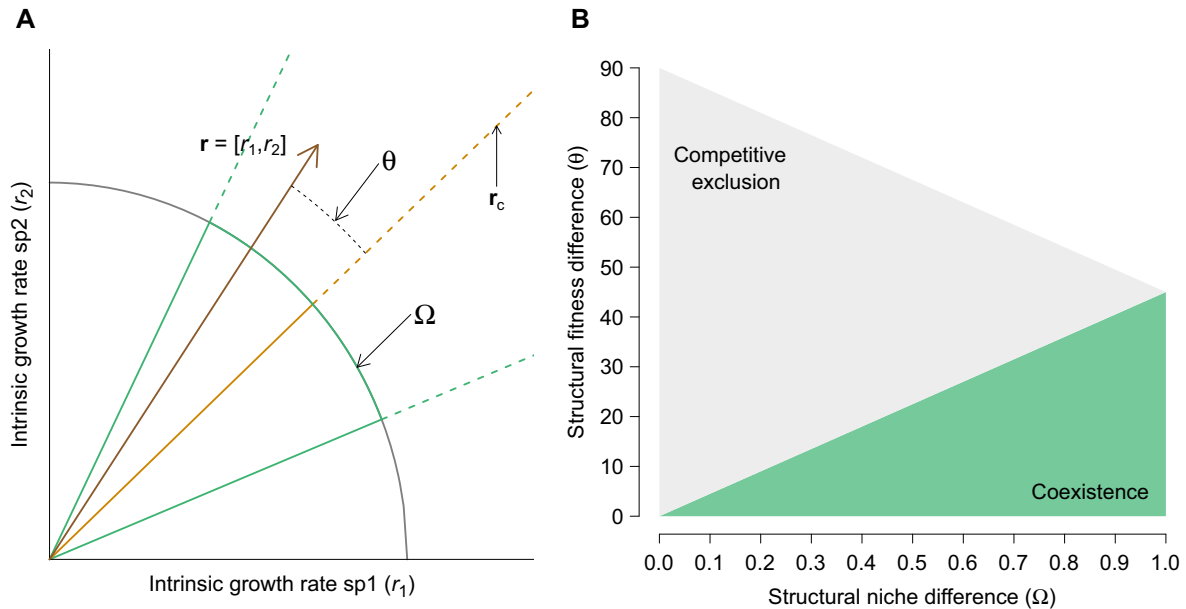 A
Intrinsic growth rate sp2 (r₂)
r = [r₁,r₂]
θ
r_c
Ω
Intrinsic growth rate sp1 (r₁)
B
Structural fitness difference (θ)
90
80
70
60
50
40
30
20
10
0
Competitive
exclusion
Coexistence
0.0 0.1 0.2 0.3 0.4 0.5 0.6 0.7 0.8 0.9 1.0
Structural niche difference (Ω)